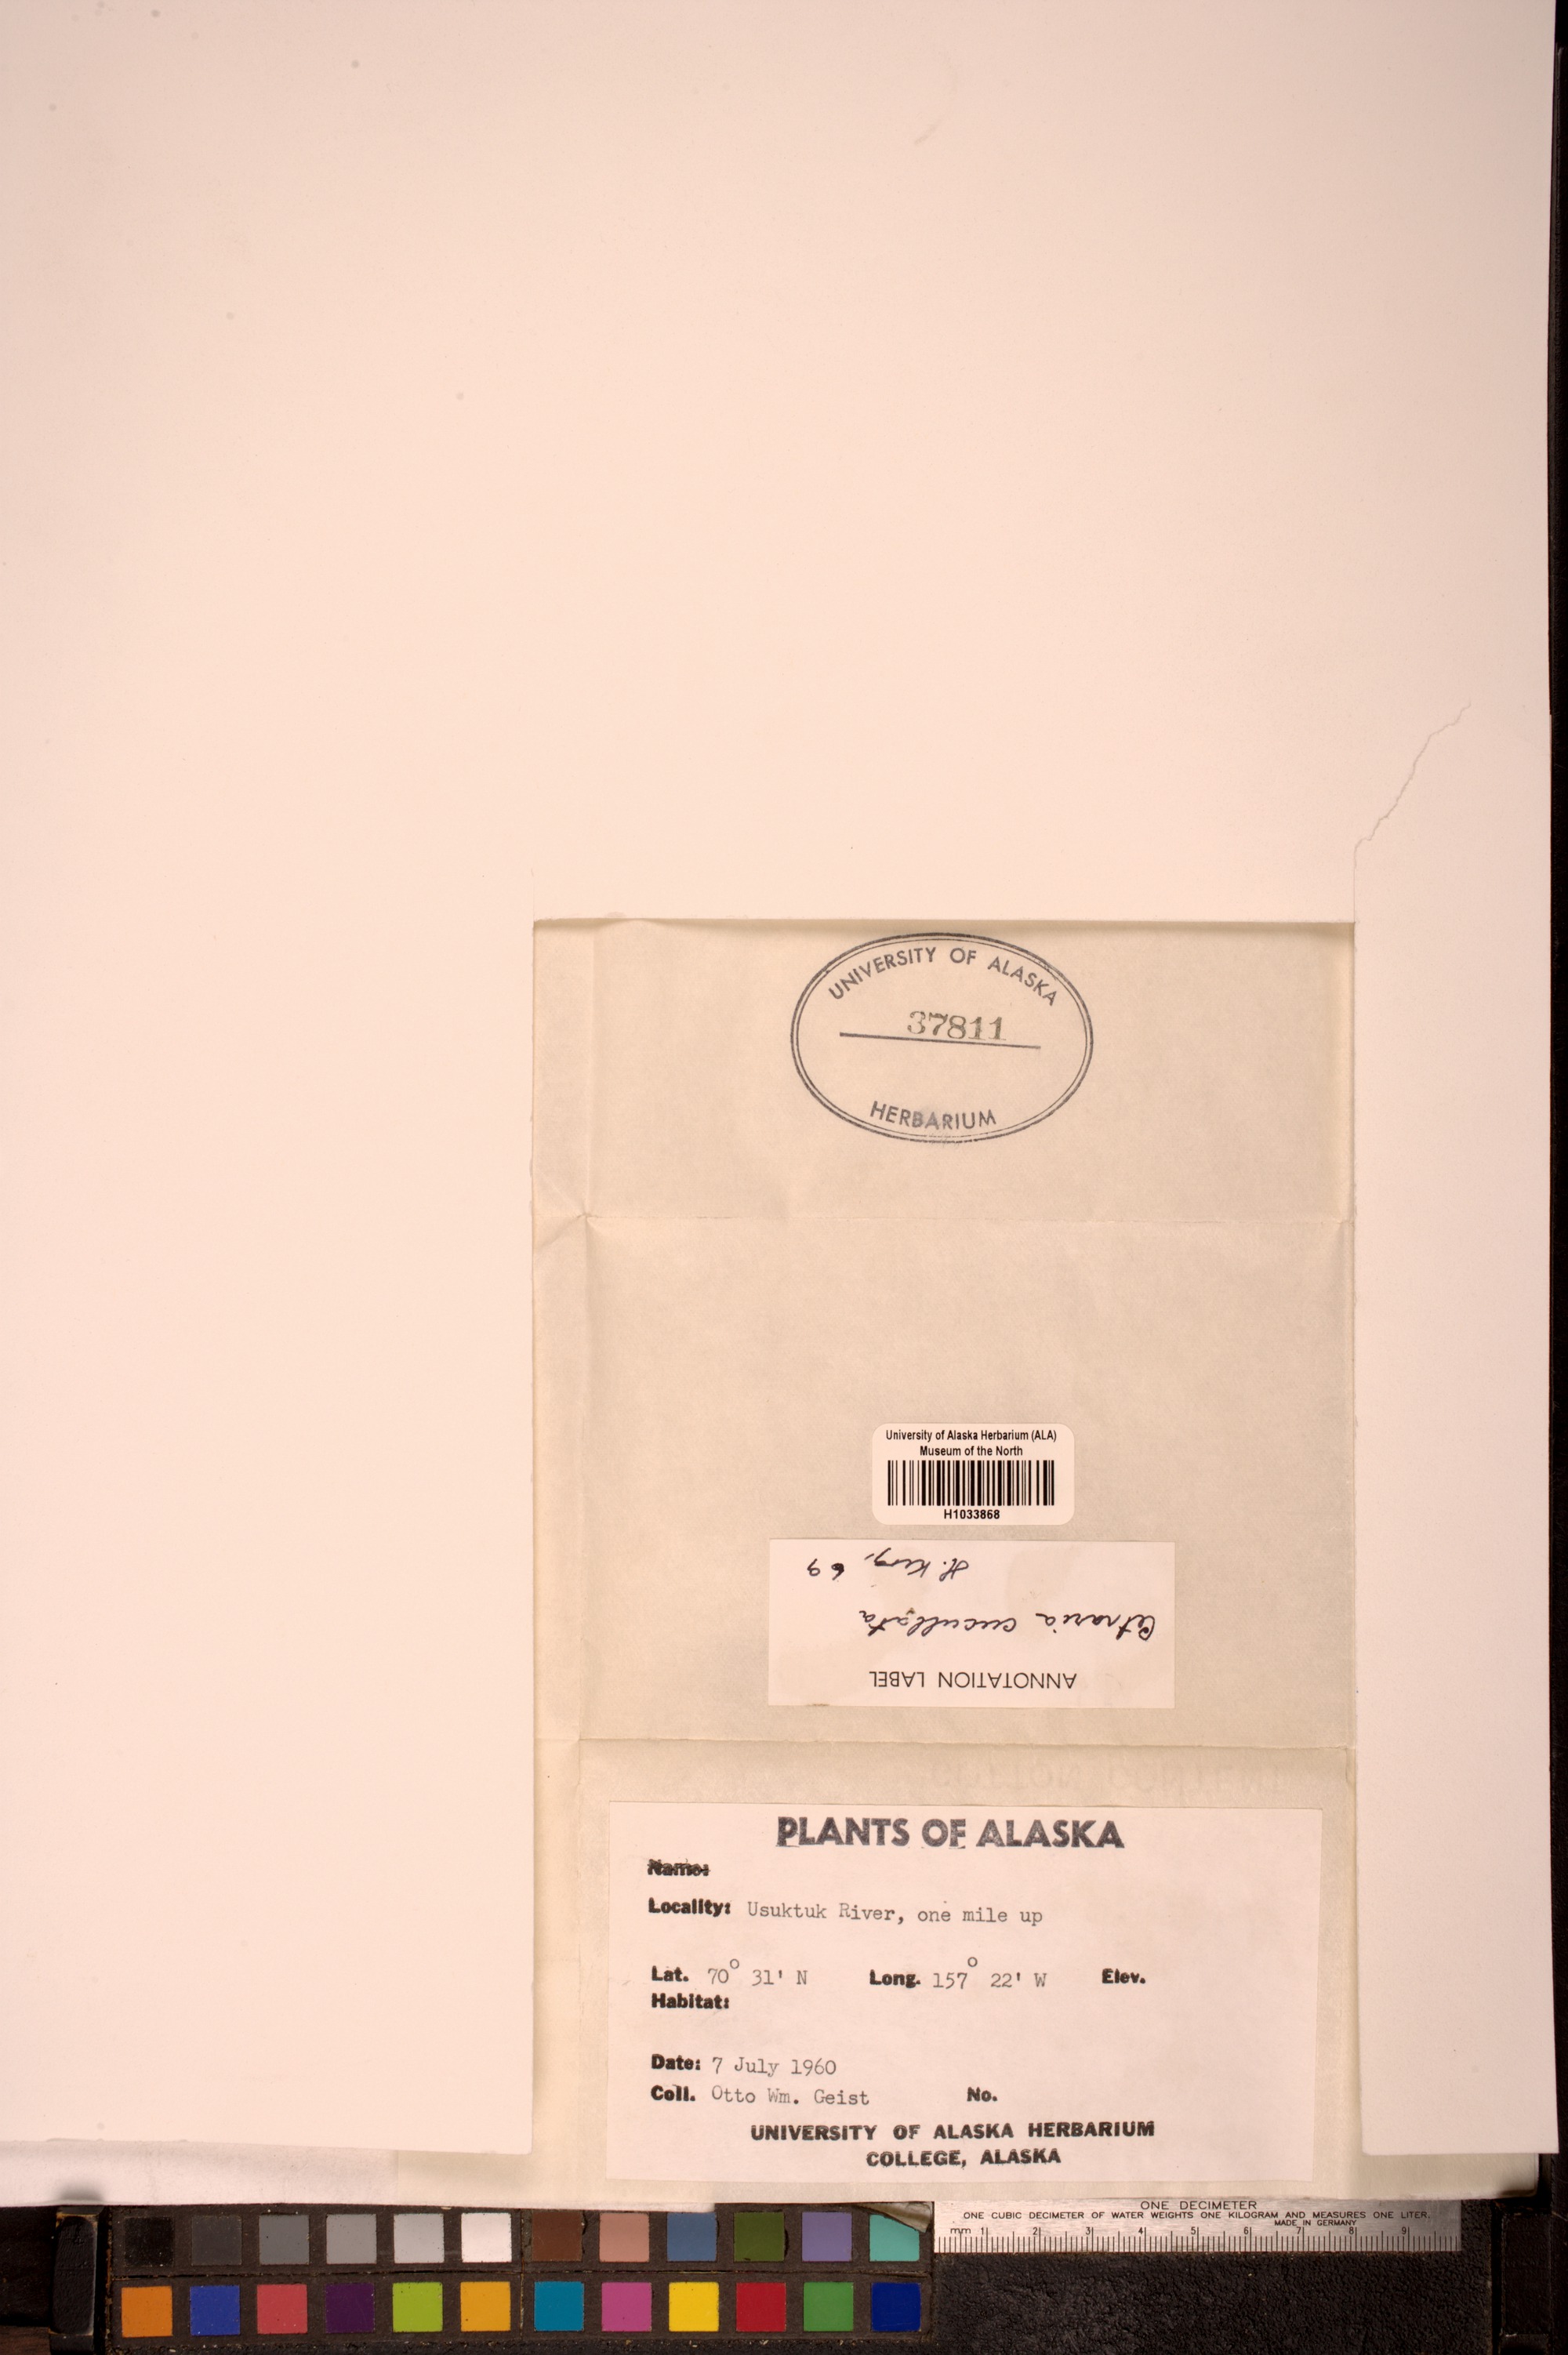 UNIVERSITY OF ALASKA
37811
HERBARIUM
University of Alaska Herbarium (ALA)
Museum of the North
H1033868
ANNOTATION LABEL
Cetraria cucullata
H. Krog, 69
COTTON CONTENT
PLANTS OF ALASKA
Name:
Locality: Usuktuk River, one mile up
Lat. 70° 31' N Long. 157° 22' W Elev.
Habitat:
Date: 7 July 1960
Coll. Otto Wm. Geist No.
UNIVERSITY OF ALASKA HERBARIUM
COLLEGE, ALASKA
ONE DECIMETER
ONE CUBIC DECIMETER OF WATER WEIGHTS ONE KILOGRAM AND MEASURES ONE LITER.
MADE IN GERMANY
mm 1 2 3 4 5 6 7 8 9